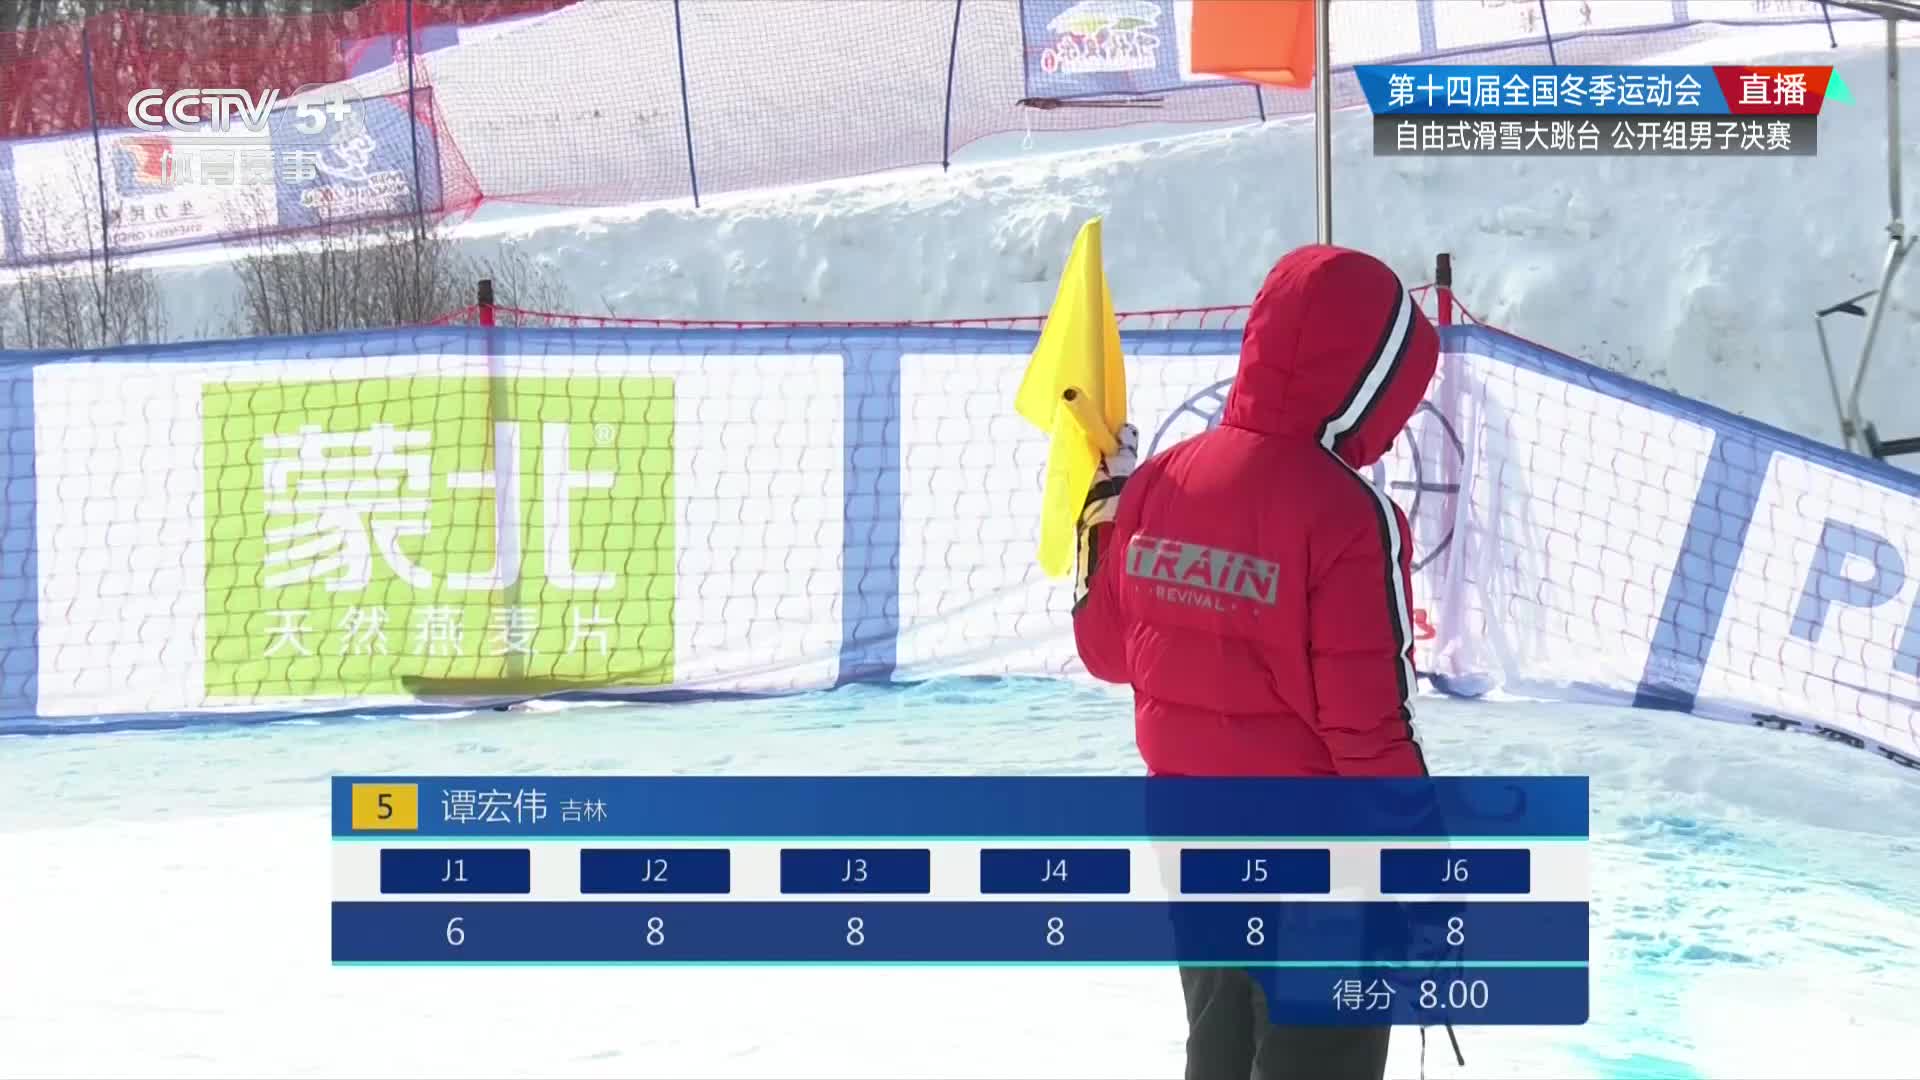 CCTV 5+
体育赛事
第十四届全国冬季运动会 直播
自由式滑雪大跳台 公开组男子决赛
蒙北®
天然燕麦片
TRAIN
REVIVAL
5 谭宏伟 吉林
J1 J2 J3 J4 J5 J6
6 8 8 8 8 8
得分 8.00